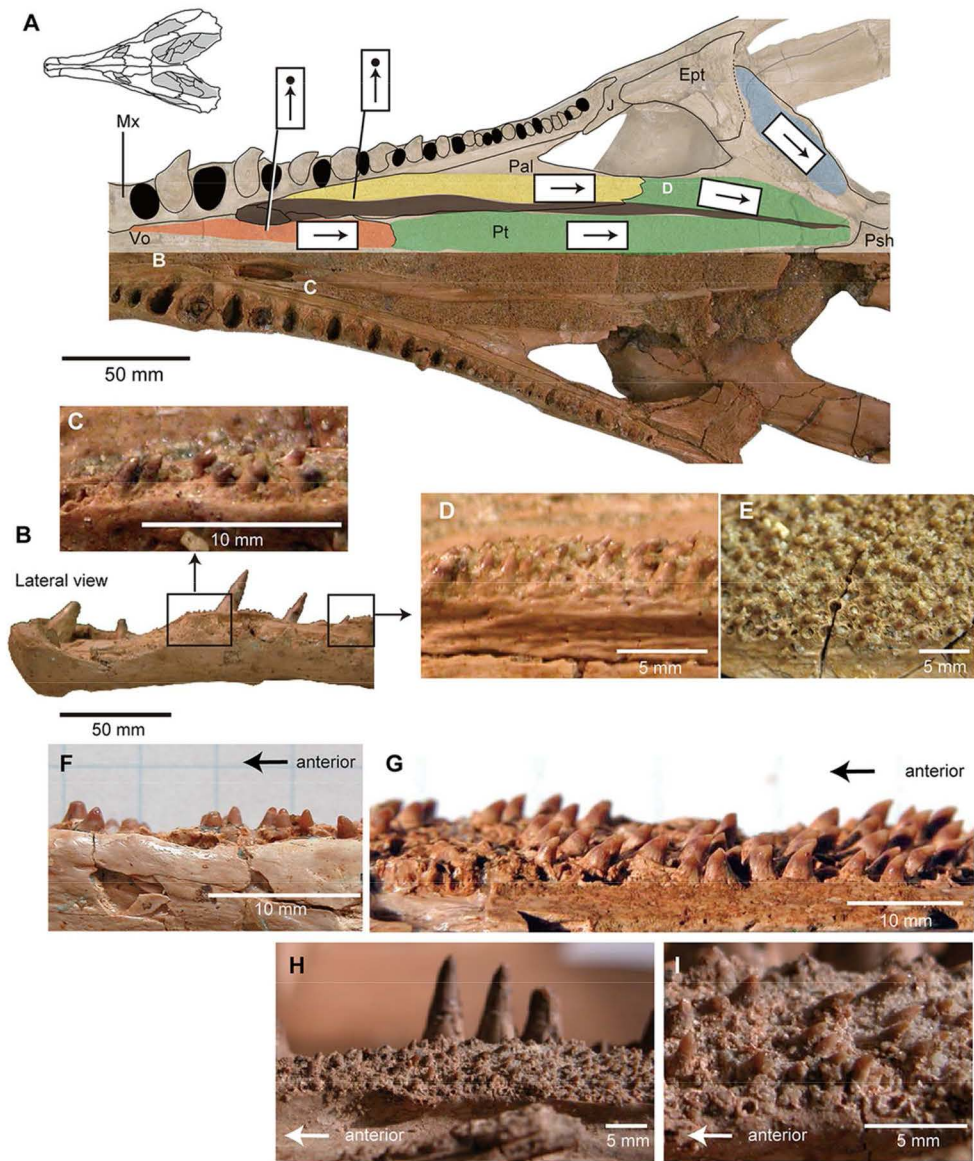 A
Mx
Ept
J
Pal
D
Vo
Pt
Psh
B
C
50 mm
C
10 mm
B
Lateral view
50 mm
D
5 mm
E
5 mm
F
anterior
10 mm
G
anterior
10 mm
H
anterior
5 mm
I
anterior
5 mm